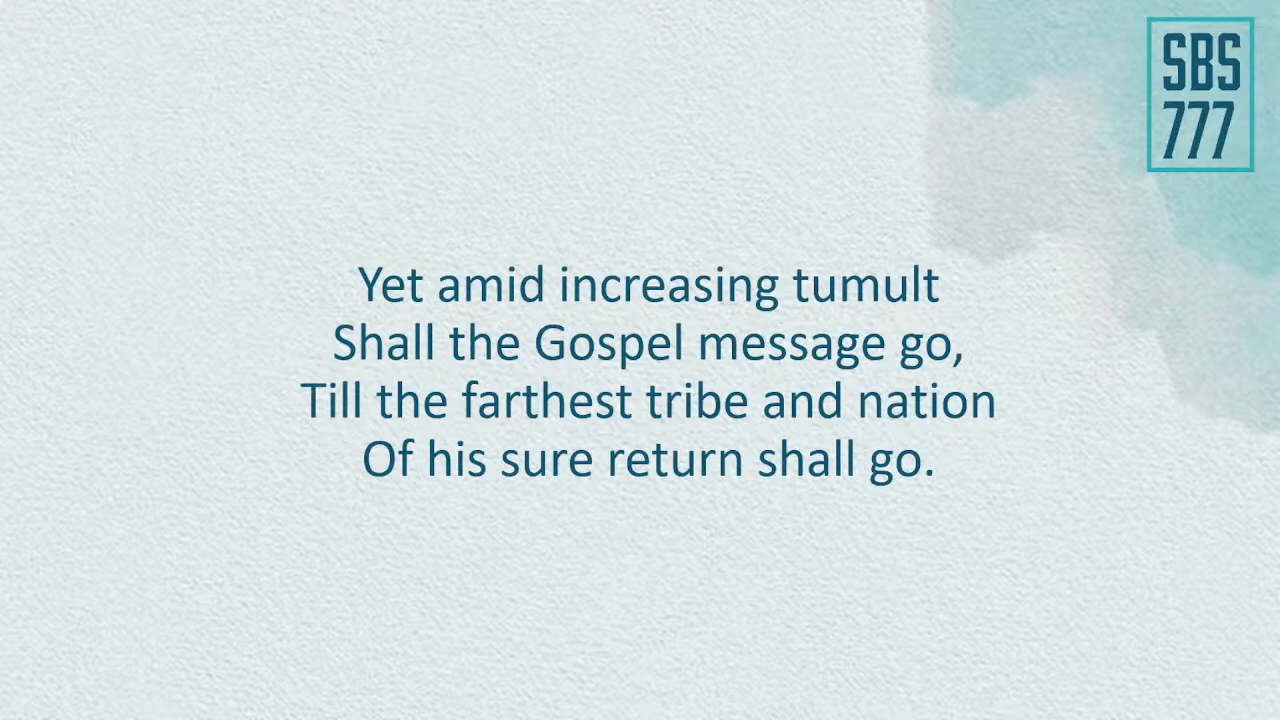 SBS
777
Yet amid increasing tumult
Shall the Gospel message go,
Till the farthest tribe and nation
Of his sure return shall go.